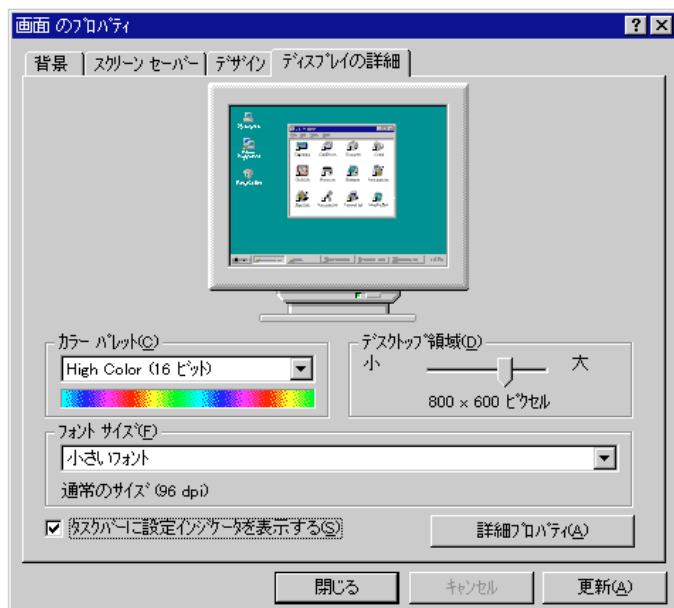 画面 のプロパティ
背景 スクリーン セーバー デザイン ディスプレイの詳細
カラー パレット(C)
High Color (16 ビット)
デスクトップ領域(D)
小 大
800 × 600 ピクセル
フォント サイズ(F)
小さいフォント
通常のサイズ (96 dpi)
タスクバーに設定インジケータを表示する(S)
詳細プロパティ(A)
閉じる キャンセル 更新(A)